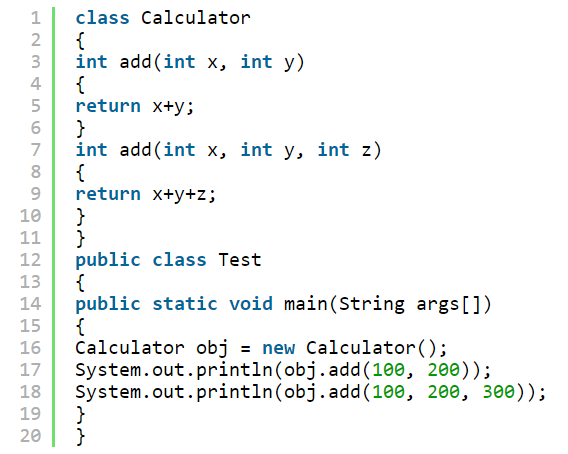 1 class Calculator
2 {
3 int add(int x, int y)
4 {
5 return x+y;
6 }
7 int add(int x, int y, int z)
8 {
9 return x+y+z;
10 }
11 }
12 public class Test
13 {
14 public static void main(String args[])
15 {
16 Calculator obj = new Calculator();
17 System.out.println(obj.add(100, 200));
18 System.out.println(obj.add(100, 200, 300));
19 }
20 }